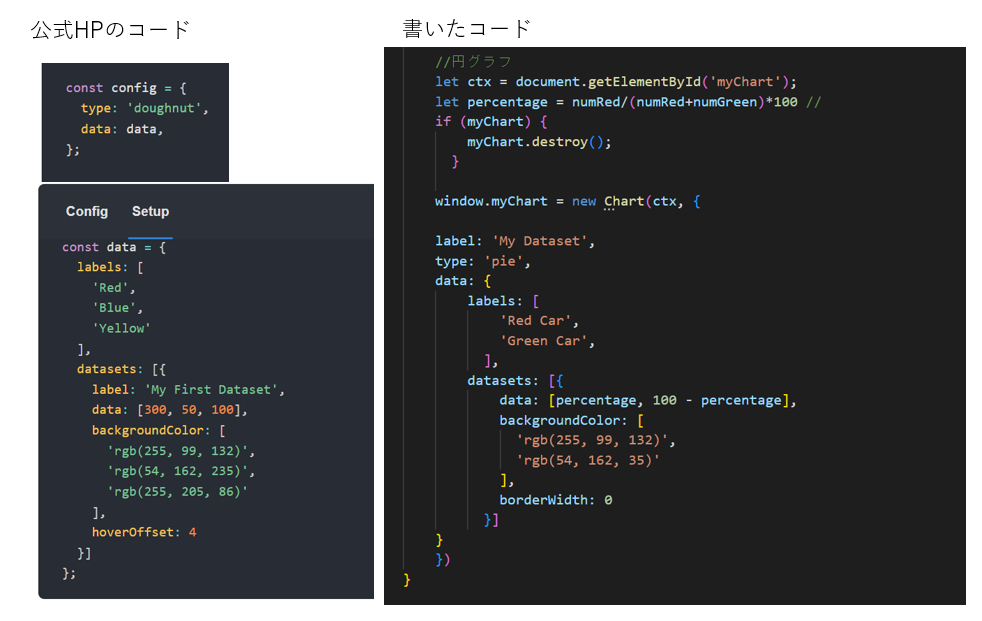 公式HPのコード
const config = {
  type: 'doughnut',
  data: data,
};
Config Setup
const data = {
  labels: [
    'Red',
    'Blue',
    'Yellow'
  ],
  datasets: [{
    label: 'My First Dataset',
    data: [300, 50, 100],
    backgroundColor: [
      'rgb(255, 99, 132)',
      'rgb(54, 162, 235)',
      'rgb(255, 205, 86)'
    ],
    hoverOffset: 4
  }]
};
書いたコード
//円グラフ
let ctx = document.getElementById('myChart');
let percentage = numRed/(numRed+numGreen)*100 //
if (myChart) {
    myChart.destroy();
  }
window.myChart = new Chart(ctx, {
label: 'My Dataset',
type: 'pie',
data: {
    labels: [
        'Red Car',
        'Green Car',
      ],
    datasets: [{
        data: [percentage, 100 - percentage],
        backgroundColor: [
          'rgb(255, 99, 132)',
          'rgb(54, 162, 35)'
        ],
        borderWidth: 0
      }]
}
})
}